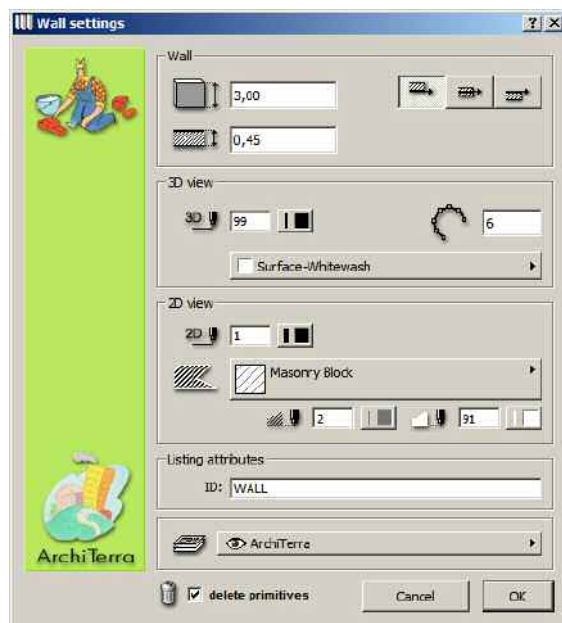 Wall settings
Wall
3,00
0,45
3D view
3D 99 6
Surface-Whitewash
2D view
2D 1
Masonry Block
2 91
Listing attributes
ID: WALL
ArchiTerra
ArchiTerra
delete primitives Cancel OK